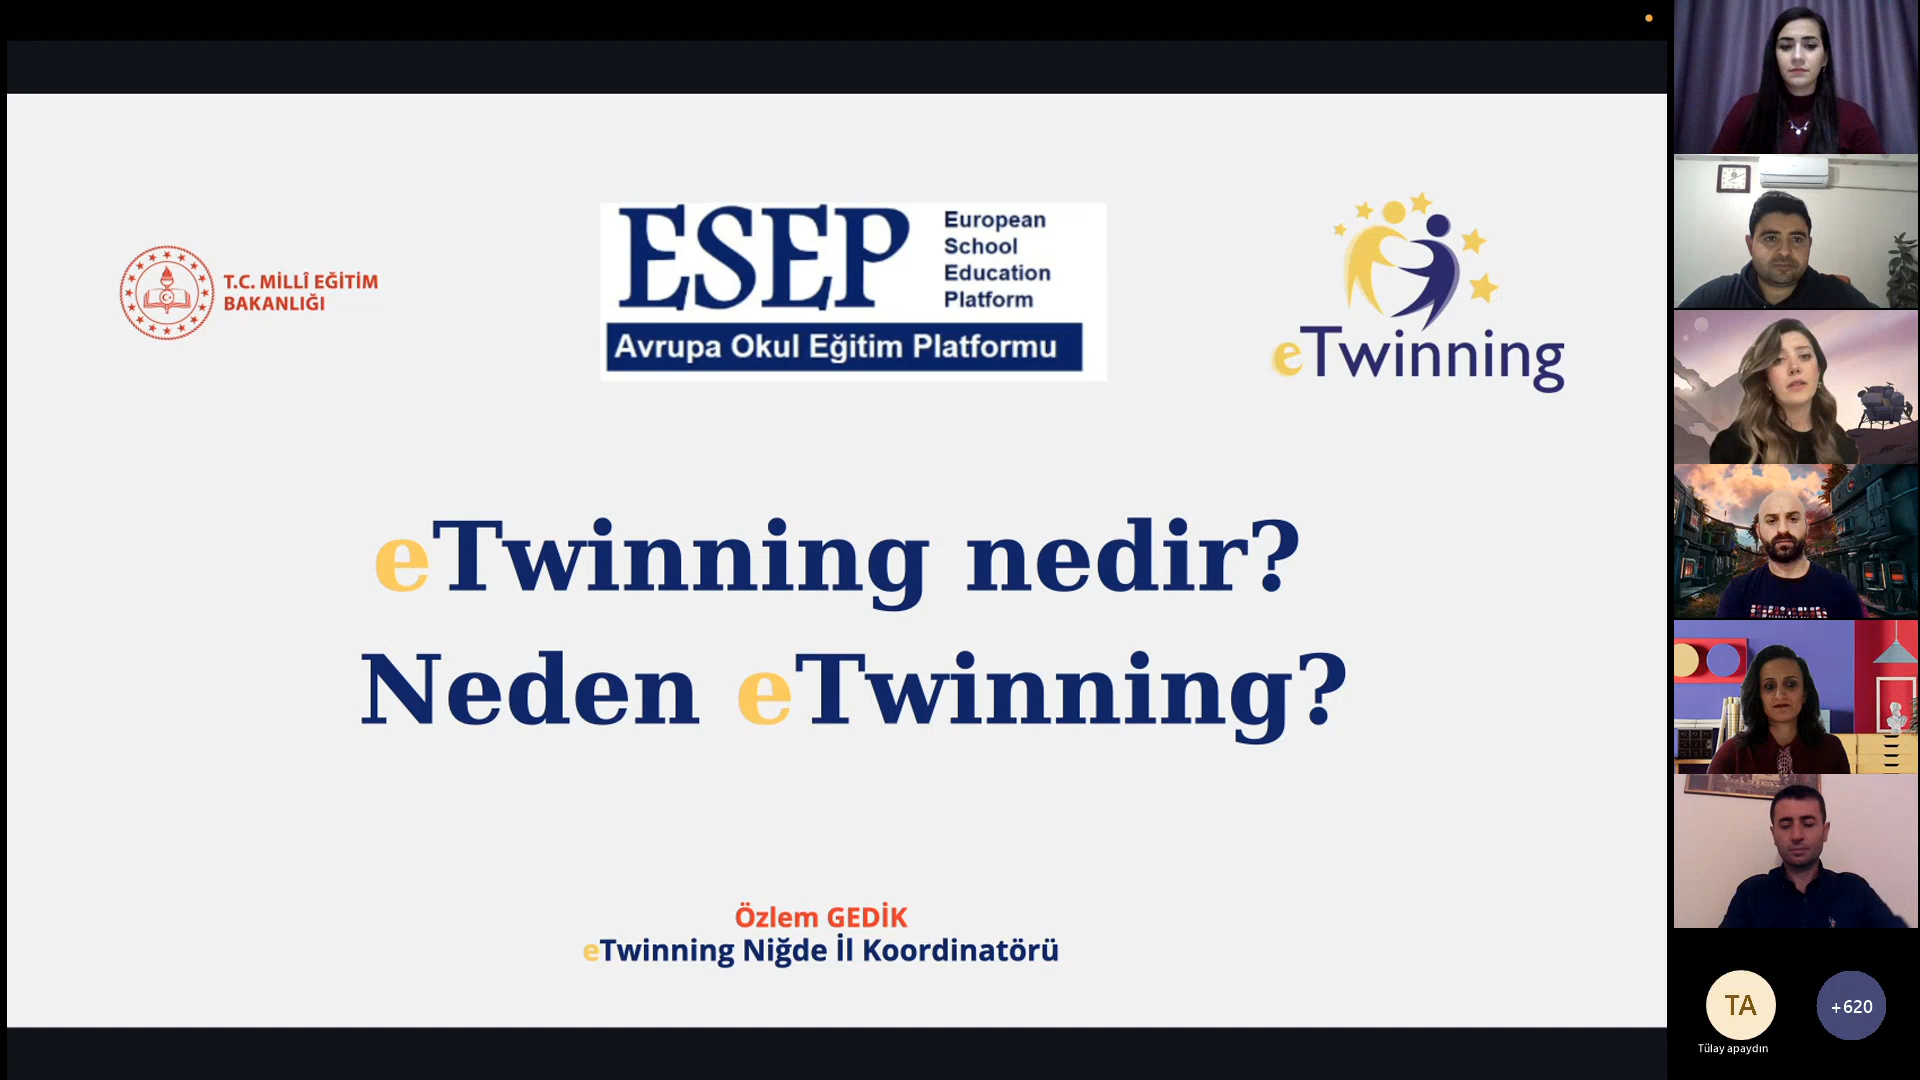 T.C. MİLLÎ EĞİTİM
BAKANLIĞI
ESEP
European
School
Education
Platform
Avrupa Okul Eğitim Platformu
eTwinning
eTwinning nedir?
Neden eTwinning?
Özlem GEDİK
eTwinning Niğde İl Koordinatörü
TA
+620
Tülay apaydın